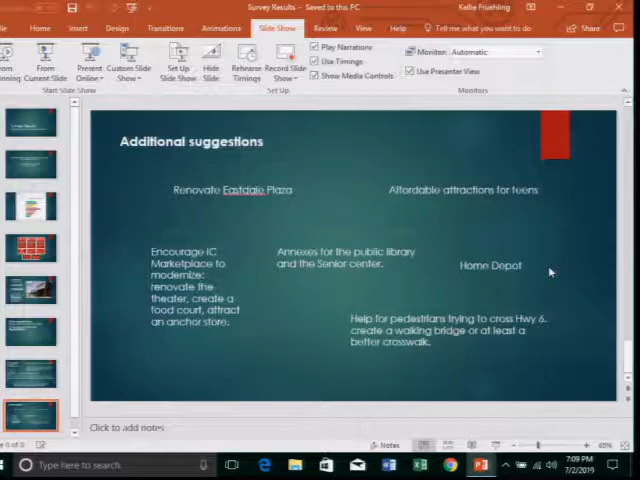 Survey Results - Saved to this PC
Kallie Fruehling
Home Insert Design Transitions Animations Slide Show Review View Help Tell me what you want to do Share
From Current Slide
Present Online
Custom Slide Show
Set Up Slide Show
Hide Slide
Rehearse Timings
Record Slide Show
Play Narrations
Use Timings
Show Media Controls
Monitor: Automatic
Use Presenter View
Start Slide Show
Set Up
Monitors
Additional suggestions
Renovate Eastdale Plaza
Affordable attractions for teens
Encourage IC
Marketplace to
modernize:
renovate the
theater, create a
food court, attract
an anchor store.
Annexes for the public library
and the Senior center.
Home Depot
Help for pedestrians trying to cross Hwy 6.
create a walking bridge or at least a
better crosswalk.
Click to add notes
Notes
65%
Type here to search
7:09 PM
7/2/2019